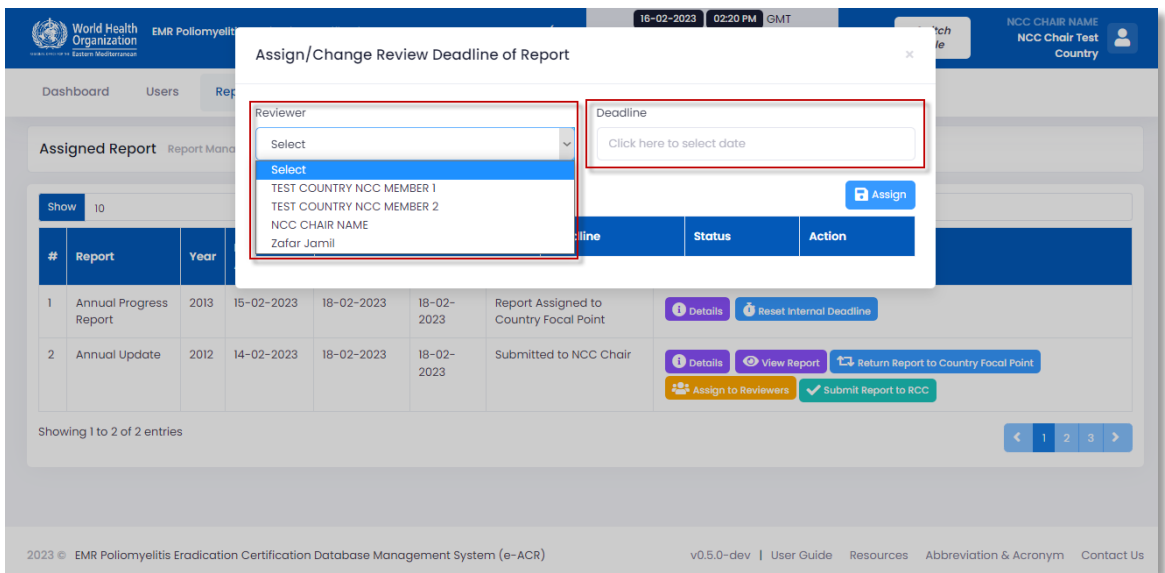 16-02-2023 02:20 PM GMT
World Health Organization
Eastern Mediterranean
EMR Poliomyelit
tch
le
NCC CHAIR NAME
NCC Chair Test
Country
Assign/Change Review Deadline of Report ×
Dashboard Users Rep
Reviewer
Deadline
Select
Click here to select date
Select
TEST COUNTRY NCC MEMBER 1
TEST COUNTRY NCC MEMBER 2
NCC CHAIR NAME
Zafar Jamil
Assign
Status Action
Assigned Report Report Mana
Show 10
# Report Year
1 Annual Progress Report 2013 15-02-2023 18-02-2023 18-02-2023 Report Assigned to Country Focal Point Details Reset Internal Deadline
2 Annual Update 2012 14-02-2023 18-02-2023 18-02-2023 Submitted to NCC Chair Details View Report Return Report to Country Focal Point
Assign to Reviewers Submit Report to RCC
Showing 1 to 2 of 2 entries
< 1 2 3 >
2023 © EMR Poliomyelitis Eradication Certification Database Management System (e-ACR) v0.5.0-dev | User Guide Resources Abbreviation & Acronym Contact Us